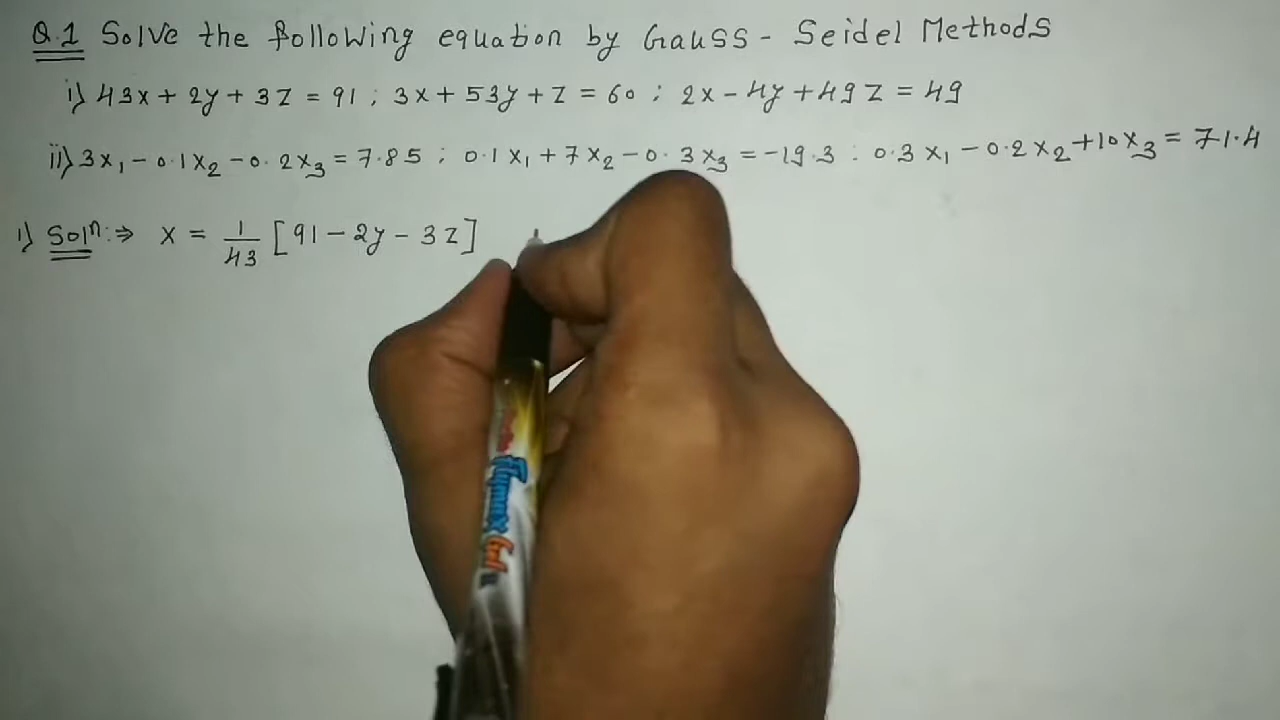 Q.1 Solve the following equation by Gauss - Seidel Methods
i) 43x + 2y + 3z = 91 ; 3x + 53y + z = 60 ; 2x - 4y + 49z = 49
ii) 3x₁ - 0.1x₂ - 0.2x₃ = 7.85 ; 0.1x₁ + 7x₂ - 0.3x₃ = -19.3 : 0.3x₁ - 0.2x₂ + 10x₃ = 71.4
1) Solⁿ :⇒ x = 1/43 [91 - 2y - 3z]